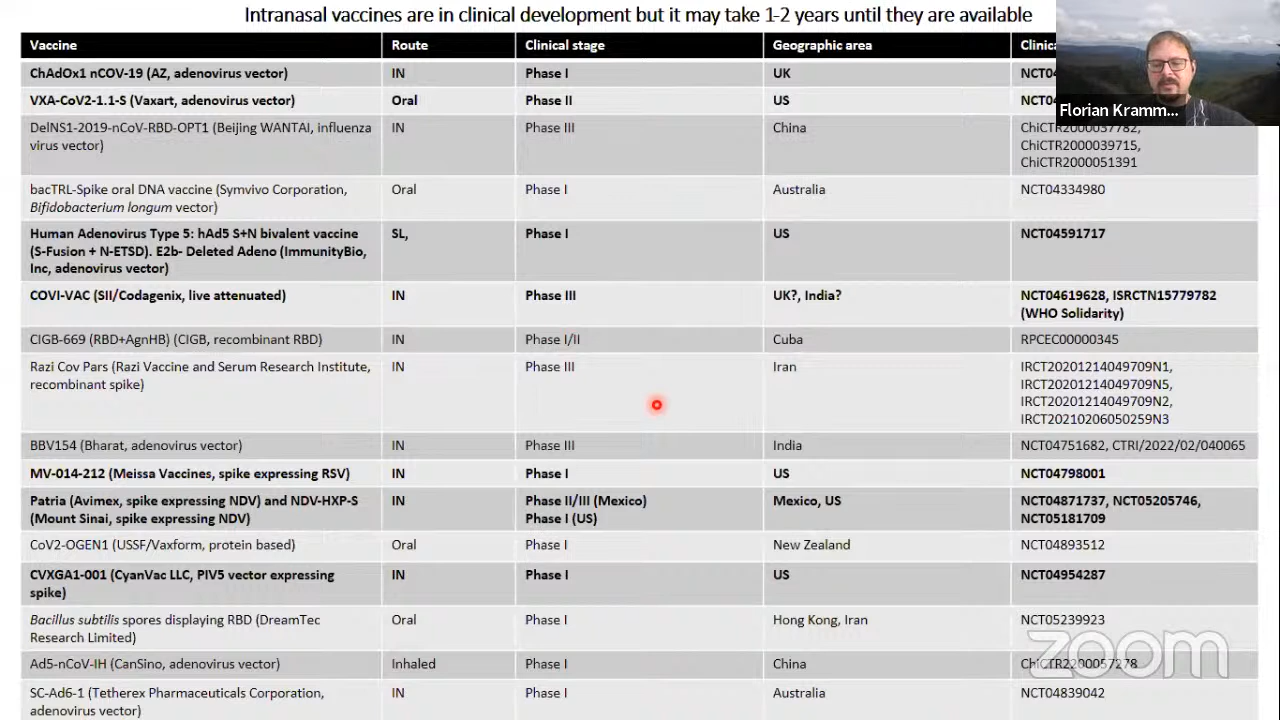 Intranasal vaccines are in clinical development but it may take 1-2 years until they are available
Vaccine Route Clinical stage Geographic area
ChAdOx1 nCOV-19 (AZ, adenovirus vector) IN Phase I UK
VXA-CoV2-1.1-S (Vaxart, adenovirus vector) Oral Phase II US
Florian Kramm...
DelNS1-2019-nCoV-RBD-OPT1 (Beijing WANTAI, influenza IN Phase III China ChiCTR2000037782,
virus vector) ChiCTR2000039715,
ChiCTR2000051391
bacTRL-Spike oral DNA vaccine (Symvivo Corporation, Oral Phase I Australia NCT04334980
Bifidobacterium longum vector)
Human Adenovirus Type 5: hAd5 S+N bivalent vaccine SL, Phase I US NCT04591717
(S-Fusion + N-ETSD). E2b- Deleted Adeno (ImmunityBio,
Inc, adenovirus vector)
COVI-VAC (SII/Codagenix, live attenuated) IN Phase III UK?, India? NCT04619628, ISRCTN15779782
(WHO Solidarity)
CIGB-669 (RBD+AgnHB) (CIGB, recombinant RBD) IN Phase I/II Cuba RPCEC00000345
Razi Cov Pars (Razi Vaccine and Serum Research Institute, IN Phase III Iran IRCT20201214049709N1,
recombinant spike) IRCT20201214049709N5,
IRCT20201214049709N2,
IRCT20210206050259N3
BBV154 (Bharat, adenovirus vector) IN Phase III India NCT04751682, CTRI/2022/02/040065
MV-014-212 (Meissa Vaccines, spike expressing RSV) IN Phase I US NCT04798001
Patria (Avimex, spike expressing NDV) and NDV-HXP-S IN Phase II/III (Mexico) Mexico, US NCT04871737, NCT05205746,
(Mount Sinai, spike expressing NDV) Phase I (US) NCT05181709
CoV2-OGEN1 (USSF/Vaxform, protein based) Oral Phase I New Zealand NCT04893512
CVXGA1-001 (CyanVac LLC, PIV5 vector expressing IN Phase I US NCT04954287
spike)
Bacillus subtilis spores displaying RBD (DreamTec Oral Phase I Hong Kong, Iran NCT05239923
Research Limited)
zoom
Ad5-nCoV-IH (CanSino, adenovirus vector) Inhaled Phase I China ChiCTR2200057278
SC-Ad6-1 (Tetherex Pharmaceuticals Corporation, IN Phase I Australia NCT04839042
adenovirus vector)